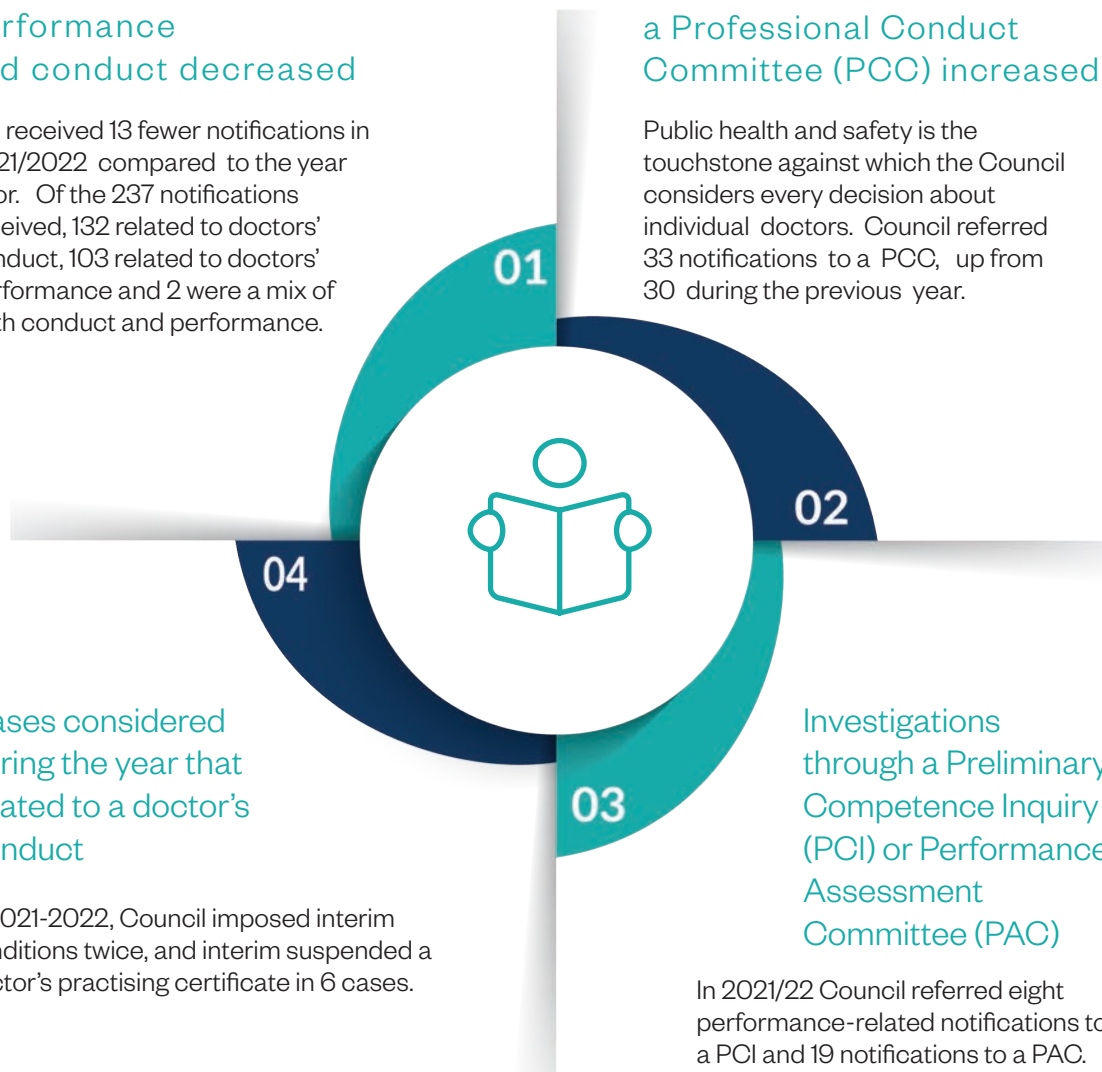 rformance
d conduct decreased
received 13 fewer notifications in
21/2022 compared to the year
or. Of the 237 notifications
eived, 132 related to doctors'
nduct, 103 related to doctors'
rformance and 2 were a mix of
th conduct and performance.
01
a Professional Conduct
Committee (PCC) increased
Public health and safety is the
touchstone against which the Council
considers every decision about
individual doctors. Council referred
33 notifications to a PCC, up from
30 during the previous year.
02
04
ases considered
ring the year that
ated to a doctor's
nduct
021-2022, Council imposed interim
nditions twice, and interim suspended a
ctor's practising certificate in 6 cases.
03
Investigations
through a Preliminary
Competence Inquiry
(PCI) or Performance
Assessment
Committee (PAC)
In 2021/22 Council referred eight
performance-related notifications to
a PCI and 19 notifications to a PAC.